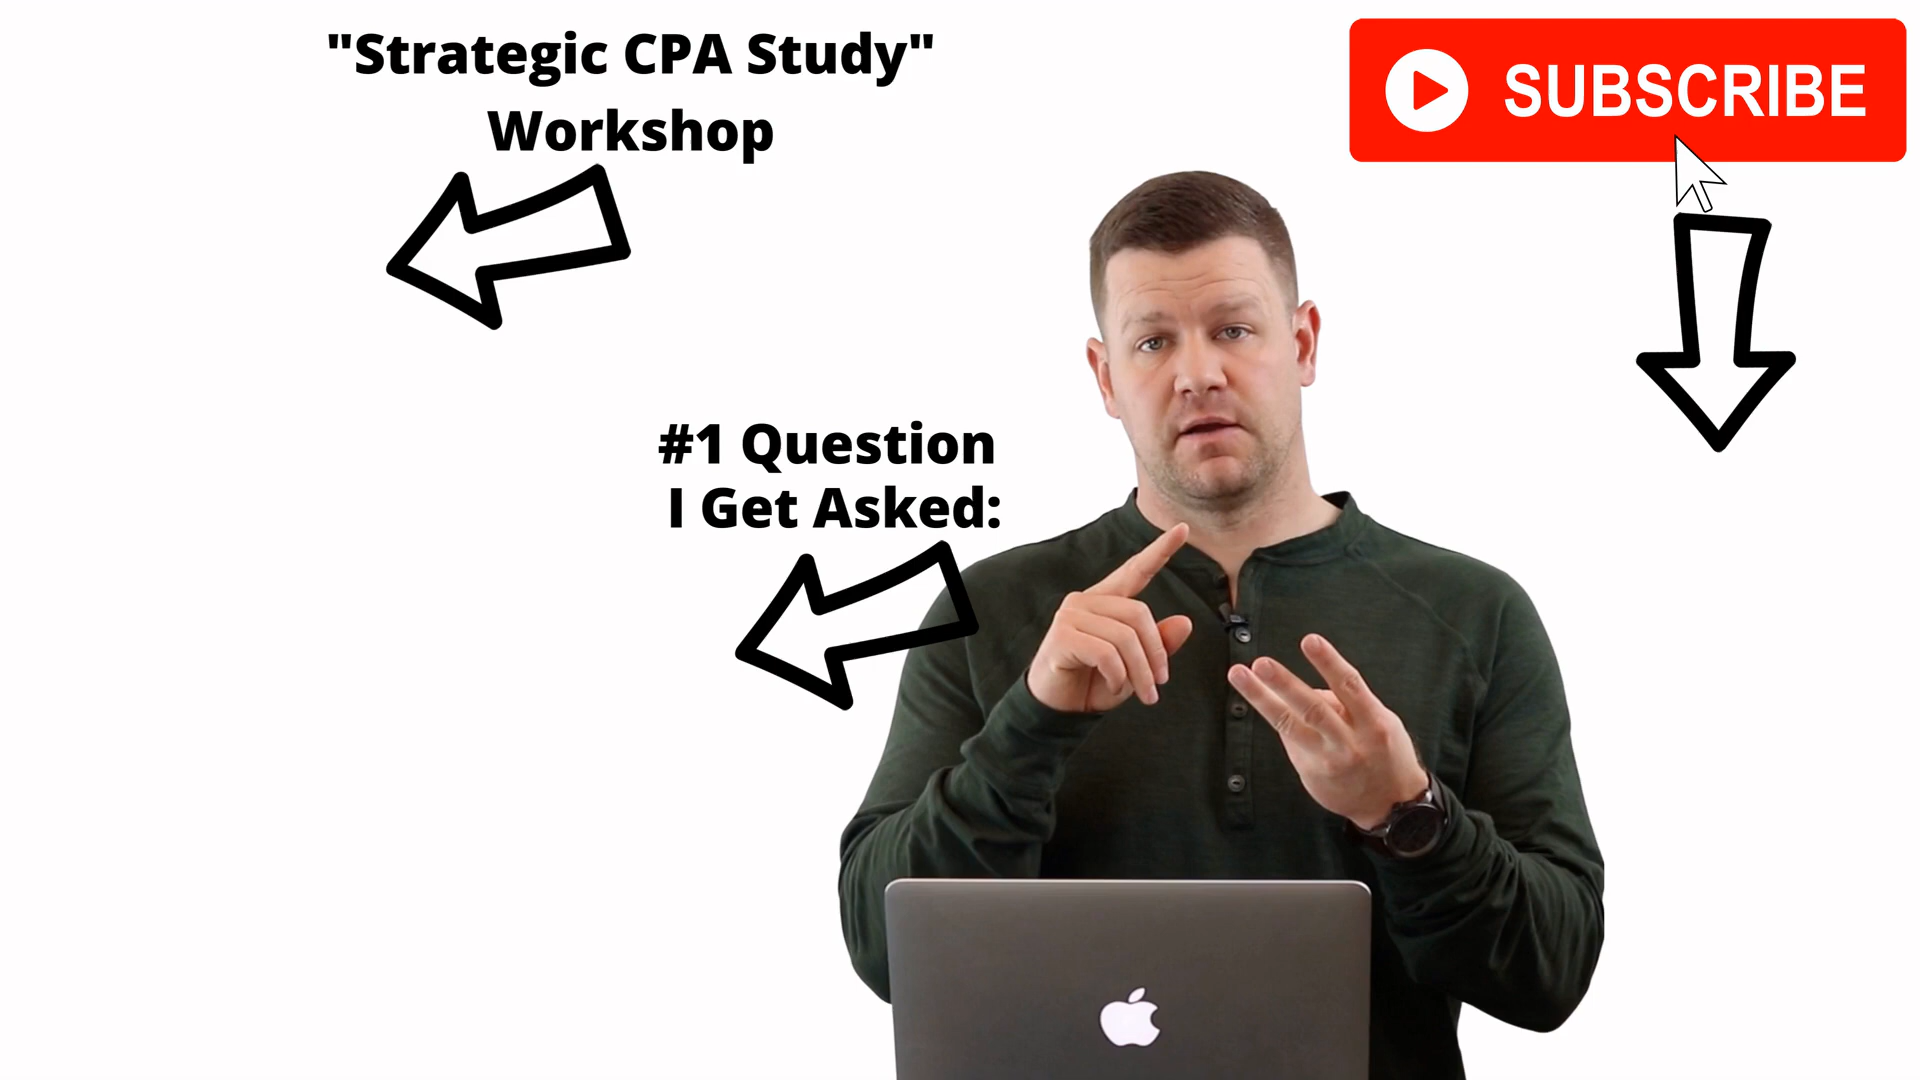 "Strategic CPA Study"
Workshop
SUBSCRIBE
#1 Question
I Get Asked: